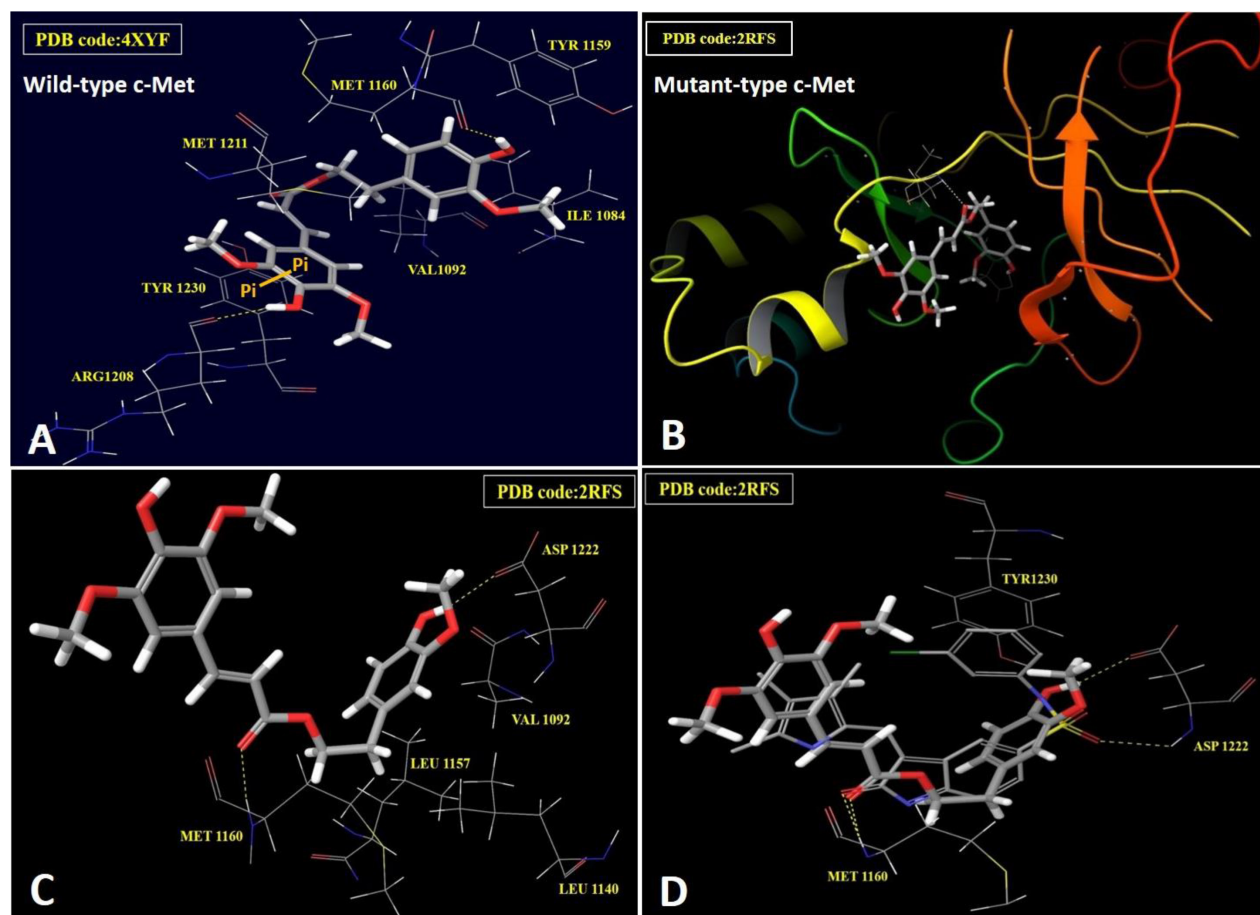 PDB code:4XYF
Wild-type c-Met
TYR 1159
MET 1160
MET 1211
ILE 1084
VAL1092
Pi
Pi
TYR 1230
ARG1208
A
PDB code:2RFS
Mutant-type c-Met
B
PDB code:2RFS
ASP 1222
VAL 1092
LEU 1157
MET 1160
LEU 1140
C
PDB code:2RFS
TYR1230
ASP 1222
MET 1160
D